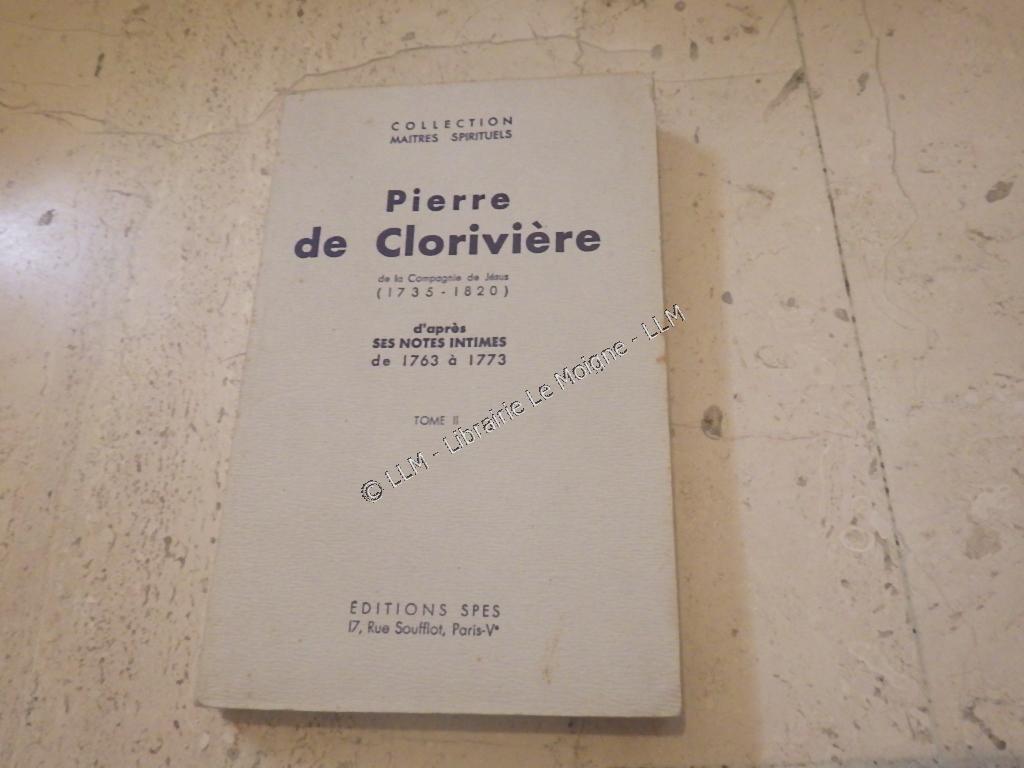 COLLECTION
MAITRES SPIRITUELS
Pierre
de Clorivière
de la Compagnie de Jésus
(1735-1820)
d'après
SES NOTES INTIMES
de 1763 à 1773
TOME II
© LLM - Librairie Le Moigne - LLM
ÉDITIONS SPES
17, Rue Soufflot, Paris-Vᵉ